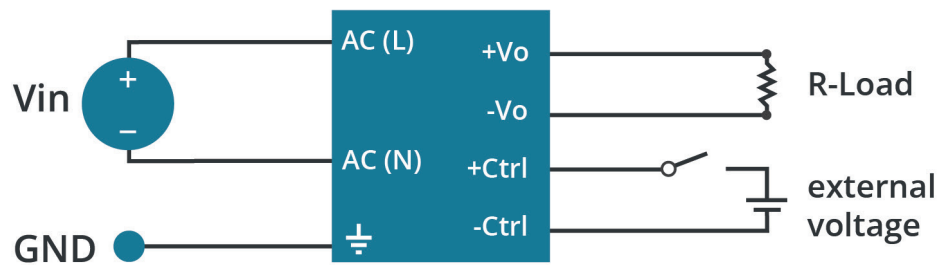 Vin
+
−
GND
AC (L)
AC (N)
+Vo
-Vo
+Ctrl
-Ctrl
R-Load
external
voltage